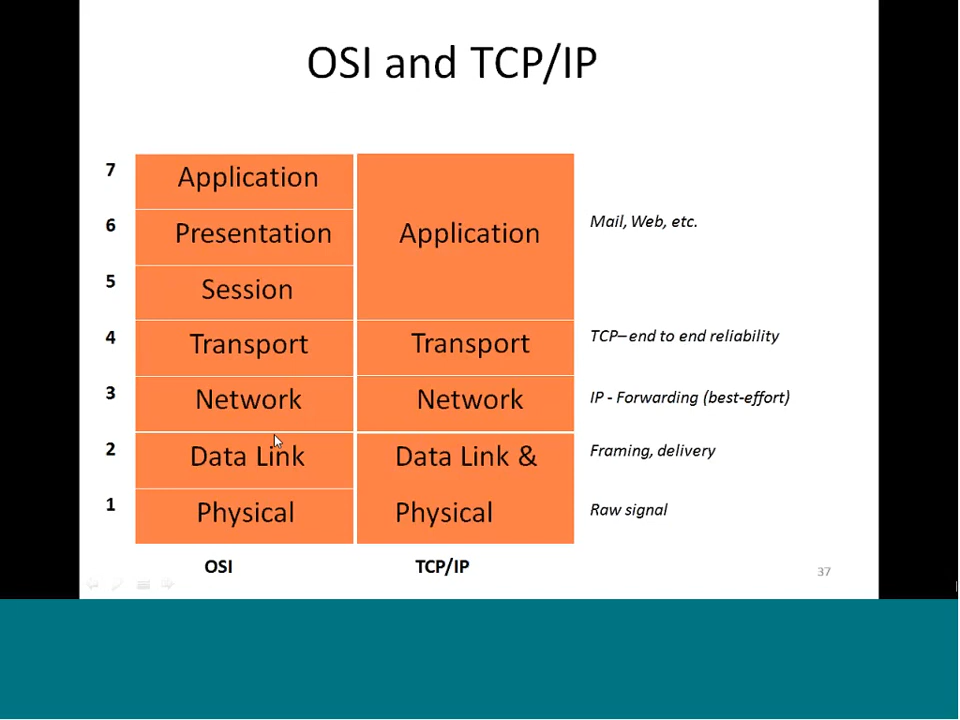 OSI and TCP/IP
7 Application
6 Presentation Application Mail, Web, etc.
5 Session
4 Transport Transport TCP– end to end reliability
3 Network Network IP - Forwarding (best-effort)
2 Data Link Data Link & Framing, delivery
1 Physical Physical Raw signal
OSI TCP/IP
37